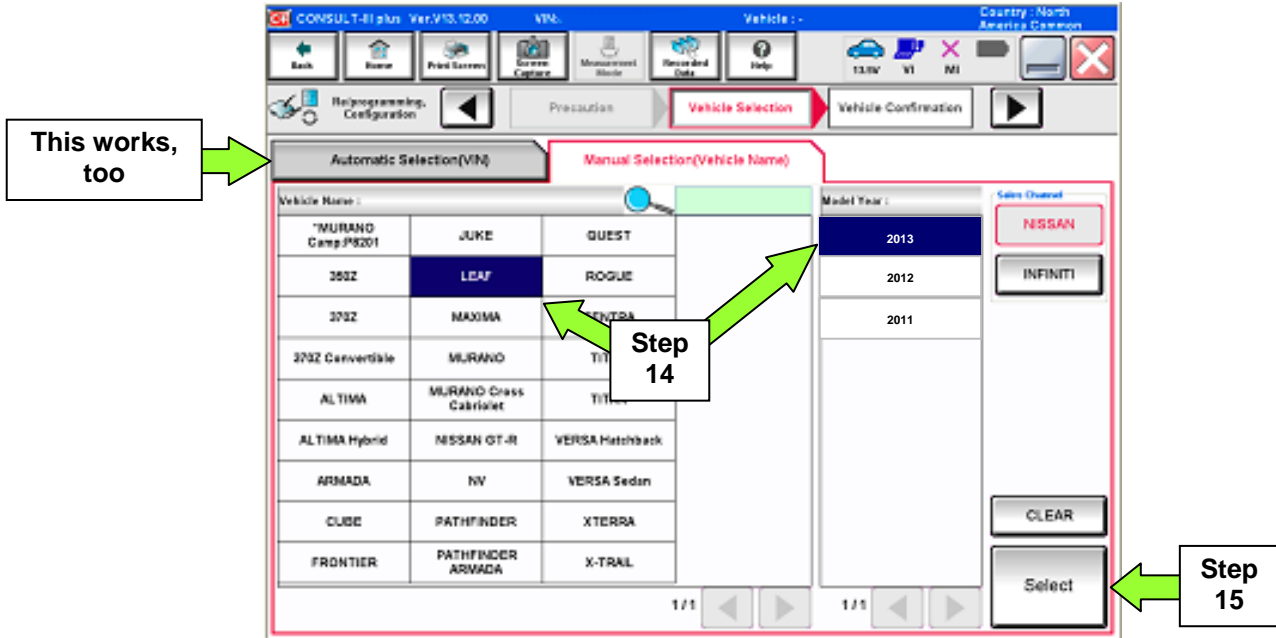 CONSULT-III plus Ver.V13.12.00 VIN:- Vehicle : - Country : North America Common
Back
Home
Print Screen
Screen Capture
Measurement Mode
Recorded Data
Help
13.9V
VI
MI
Re/programming, Configuration
Precaution
Vehicle Selection
Vehicle Confirmation
This works, too
Automatic Selection(VIN)
Manual Selection(Vehicle Name)
Vehicle Name :
Model Year :
Sales Channel
*MURANO Camp:P8201
JUKE
QUEST
2013
NISSAN
350Z
LEAF
ROGUE
2012
INFINITI
370Z
MAXIMA
SENTRA
2011
Step 14
370Z Convertible
MURANO
ALTIMA
MURANO Cross Cabriolet
ALTIMA Hybrid
NISSAN GT-R
VERSA Hatchback
ARMADA
NV
VERSA Sedan
CUBE
PATHFINDER
XTERRA
CLEAR
FRONTIER
PATHFINDER ARMADA
X-TRAIL
Select
Step 15
1/1
1/1